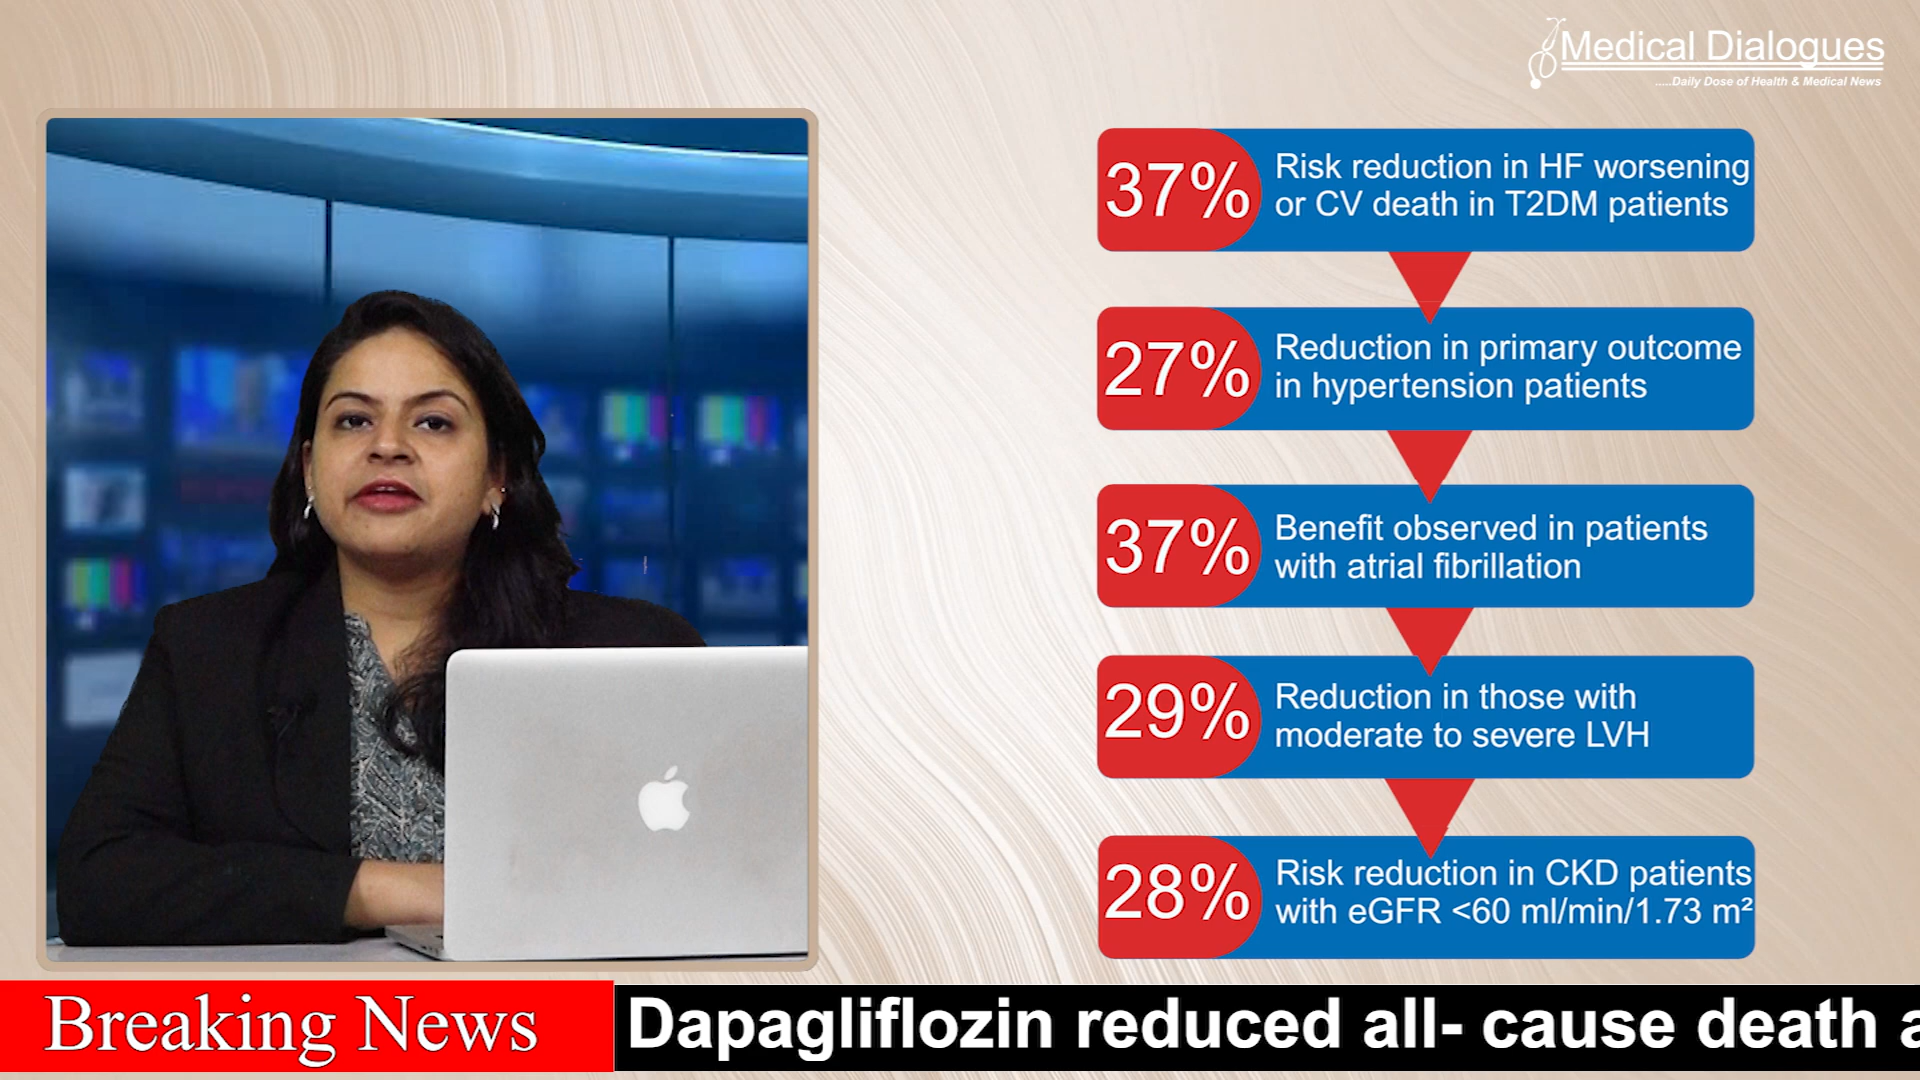 Medical Dialogues
.....Daily Dose of Health & Medical News
37%
Risk reduction in HF worsening
or CV death in T2DM patients
27%
Reduction in primary outcome
in hypertension patients
37%
Benefit observed in patients
with atrial fibrillation
29%
Reduction in those with
moderate to severe LVH
28%
Risk reduction in CKD patients
with eGFR <60 ml/min/1.73 m²
Breaking News
Dapagliflozin reduced all- cause death a